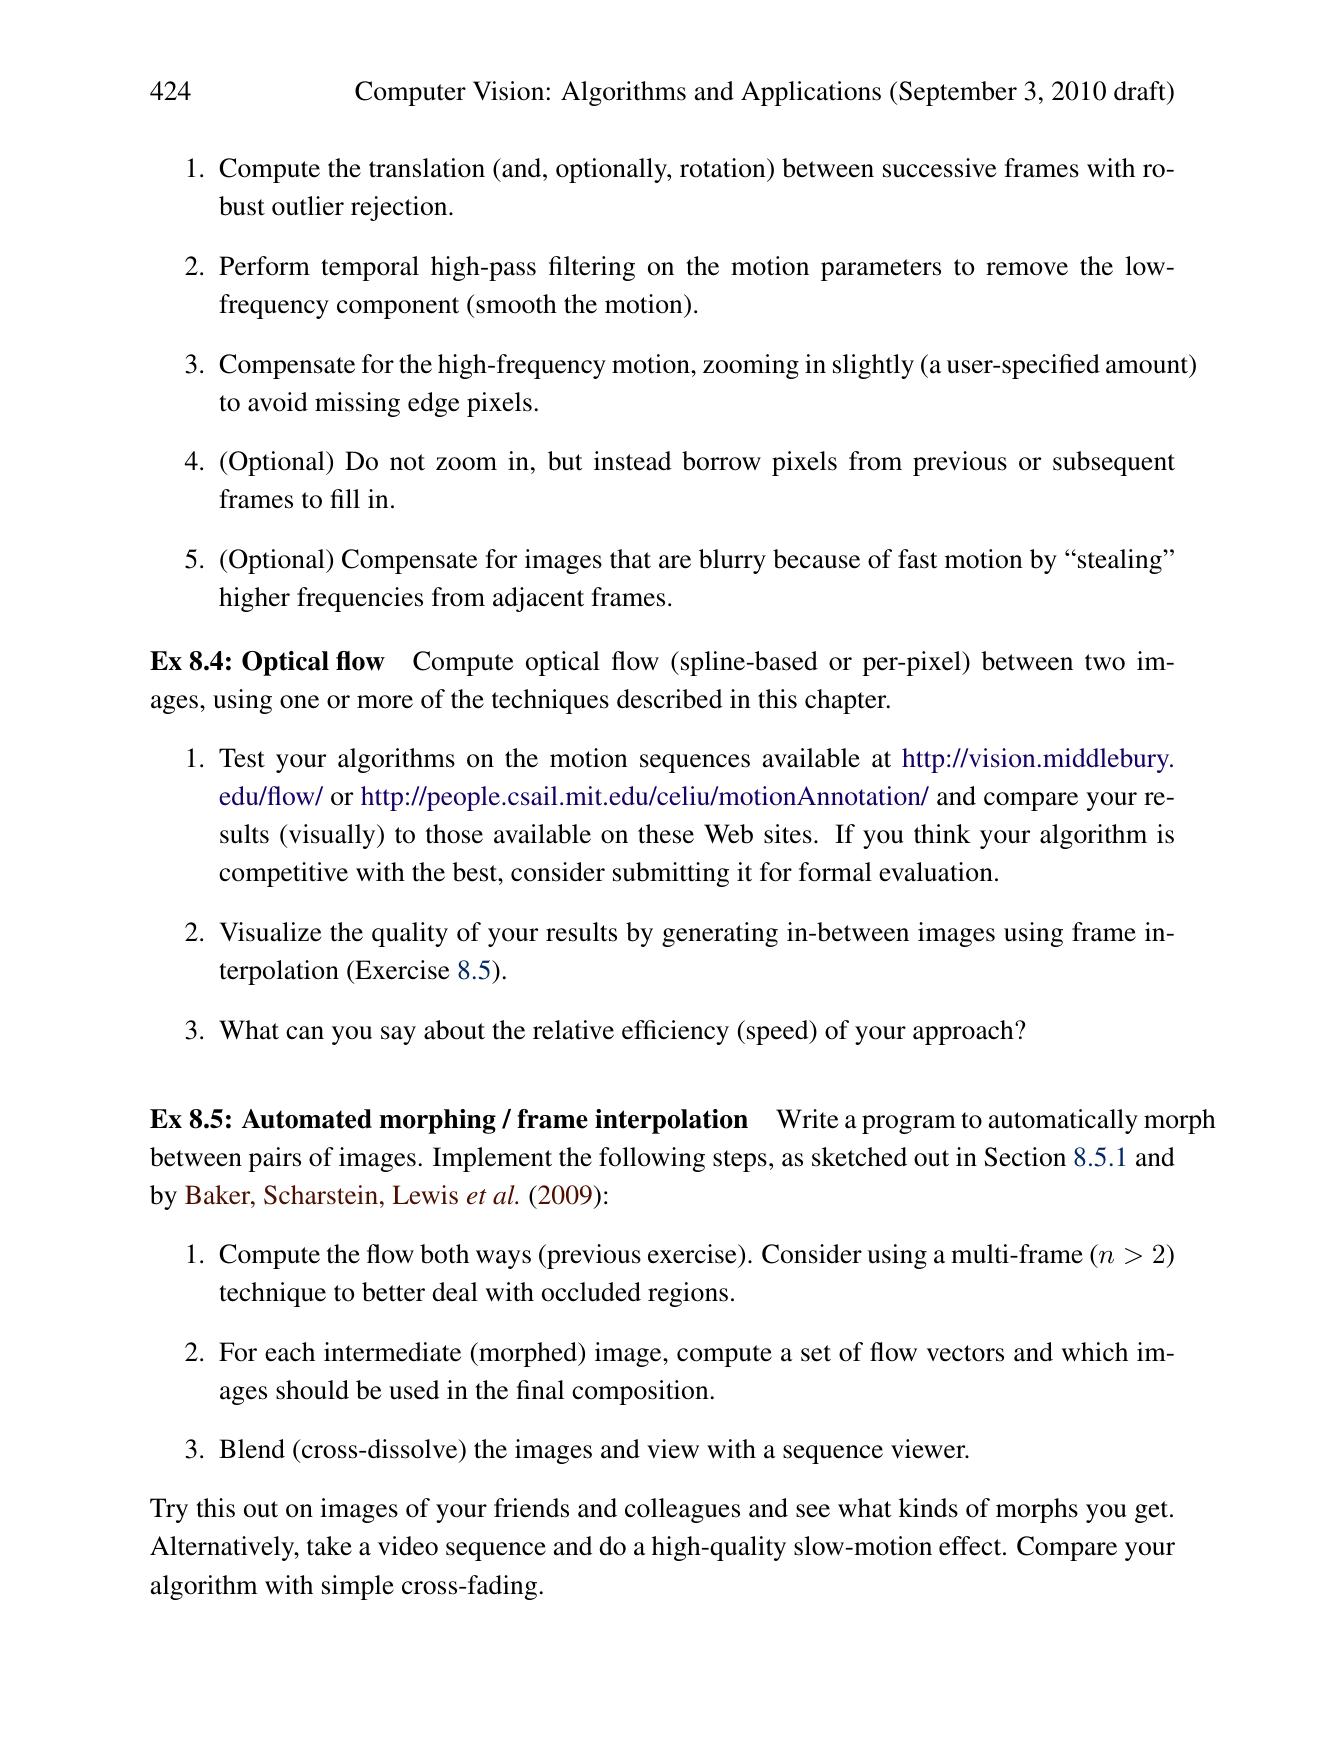 424 Computer Vision: Algorithms and Applications (September 3, 2010 draft)
1. Compute the translation (and, optionally, rotation) between successive frames with ro-
bust outlier rejection.
2. Perform temporal high-pass filtering on the motion parameters to remove the low-
frequency component (smooth the motion).
3. Compensate for the high-frequency motion, zooming in slightly (a user-specified amount)
to avoid missing edge pixels.
4. (Optional) Do not zoom in, but instead borrow pixels from previous or subsequent
frames to fill in.
5. (Optional) Compensate for images that are blurry because of fast motion by “stealing”
higher frequencies from adjacent frames.
Ex 8.4: Optical flow Compute optical flow (spline-based or per-pixel) between two im-
ages, using one or more of the techniques described in this chapter.
1. Test your algorithms on the motion sequences available at http://vision.middlebury.
edu/flow/ or http://people.csail.mit.edu/celiu/motionAnnotation/ and compare your re-
sults (visually) to those available on these Web sites. If you think your algorithm is
competitive with the best, consider submitting it for formal evaluation.
2. Visualize the quality of your results by generating in-between images using frame in-
terpolation (Exercise 8.5).
3. What can you say about the relative efficiency (speed) of your approach?
Ex 8.5: Automated morphing / frame interpolation Write a program to automatically morph
between pairs of images. Implement the following steps, as sketched out in Section 8.5.1 and
by Baker, Scharstein, Lewis et al. (2009):
1. Compute the flow both ways (previous exercise). Consider using a multi-frame (n > 2)
technique to better deal with occluded regions.
2. For each intermediate (morphed) image, compute a set of flow vectors and which im-
ages should be used in the final composition.
3. Blend (cross-dissolve) the images and view with a sequence viewer.
Try this out on images of your friends and colleagues and see what kinds of morphs you get.
Alternatively, take a video sequence and do a high-quality slow-motion effect. Compare your
algorithm with simple cross-fading.